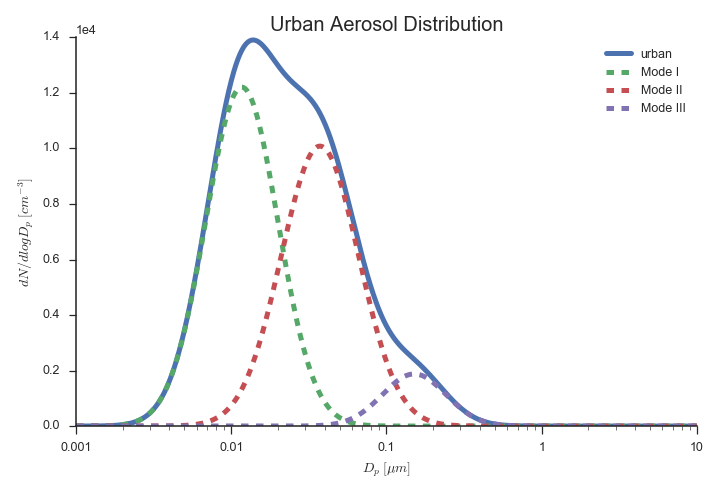 Urban Aerosol Distribution
1e4
1.4
1.2
1.0
0.8
0.6
0.4
0.2
0.0
dN/dlogD_p [cm^{-3}]
urban
Mode I
Mode II
Mode III
0.001
0.01
0.1
1
10
D_p [μm]